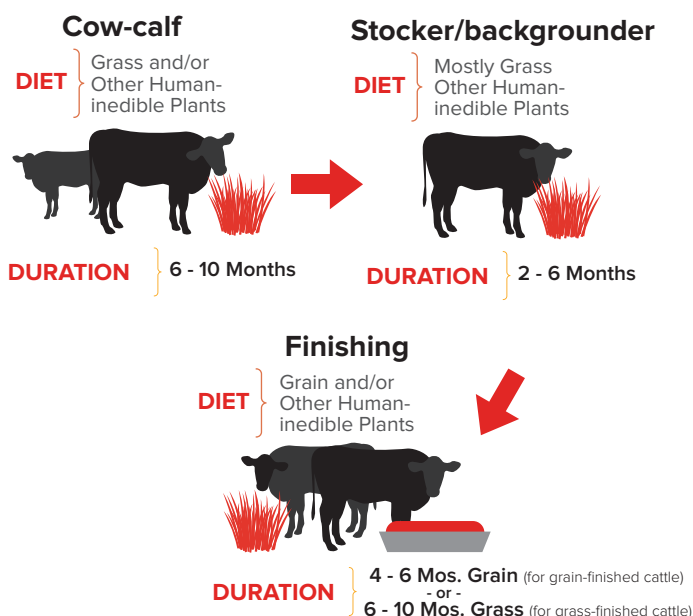 Cow-calf
DIET
Grass and/or
Other Human-
inedible Plants
DURATION
6 - 10 Months
Stocker/backgrounder
DIET
Mostly Grass
Other Human-
inedible Plants
DURATION
2 - 6 Months
Finishing
DIET
Grain and/or
Other Human-
inedible Plants
DURATION
4 - 6 Mos. Grain (for grain-finished cattle)
- or -
6 - 10 Mos. Grass (for grass-finished cattle)